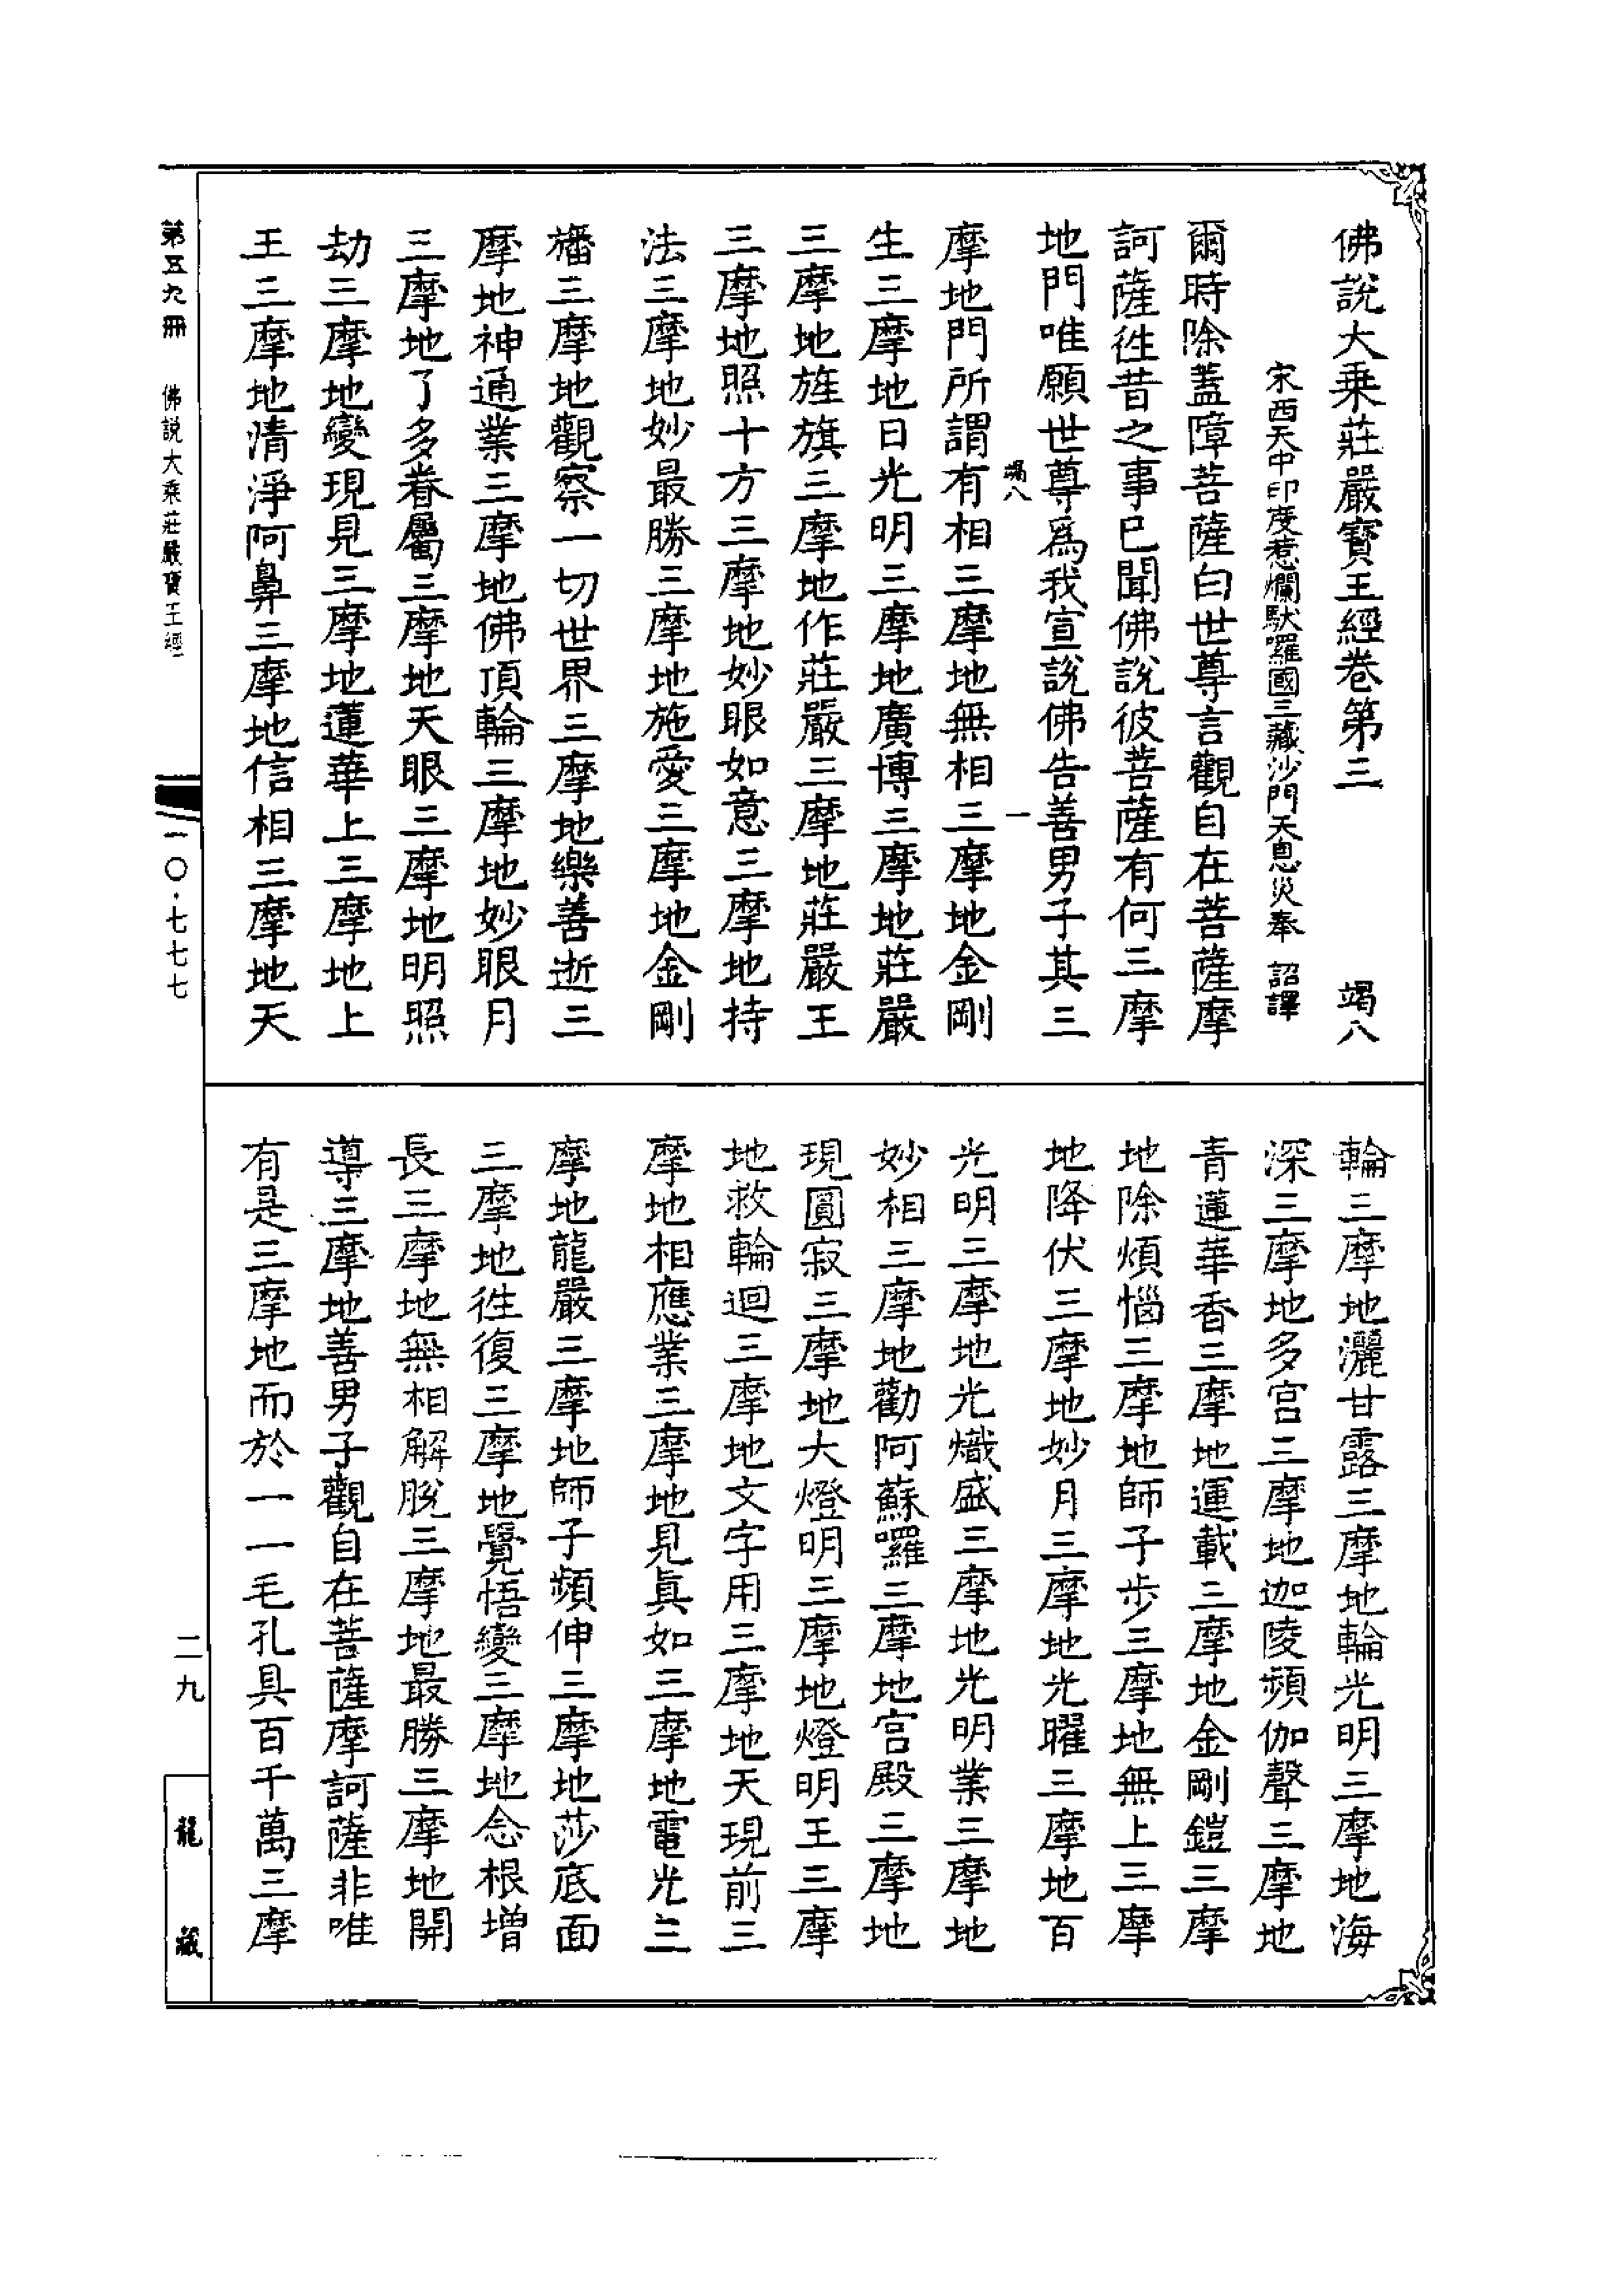 佛説大乘莊嚴寶王經卷第三　竭八
宋西天中印度惹爛馱囉國三藏沙門天息災奉　詔譯
爾時除蓋障菩薩白世尊言觀自在菩薩摩
訶薩徃昔之事已聞佛說彼菩薩有何三摩
地門唯願世尊爲我宣說佛告善男子其三
竭八　一
摩地門所謂有相三摩地無相三摩地金剛
生三摩地日光明三摩地廣博三摩地莊嚴
三摩地旌旗三摩地作莊嚴三摩地莊嚴王
三摩地照十方三摩地妙眼如意三摩地持
法三摩地妙最勝三摩地施愛三摩地金剛
旛三摩地觀察一切世界三摩地樂善逝三
摩地神通業三摩地佛頂輪三摩地妙眼月
三摩地了多眷屬三摩地天眼三摩地明照
劫三摩地變現見三摩地蓮華上三摩地上
王三摩地清淨阿鼻三摩地信相三摩地天
輪三摩地灑甘露三摩地輪光明三摩地海
深三摩地多宫三摩地迦陵頻伽聲三摩地
青蓮華香三摩地運載三摩地金剛鎧三摩
地除煩惱三摩地師子步三摩地無上三摩
地降伏三摩地妙月三摩地光曜三摩地百
光明三摩地光熾盛三摩地光明業三摩地
妙相三摩地勸阿蘇囉三摩地宫殿三摩地
現圓寂三摩地大燈明三摩地燈明王三摩
地救輪迴三摩地文字用三摩地天現前三
摩地相應業三摩地見真如三摩地電光三
摩地龍嚴三摩地師子頻伸三摩地莎底面
三摩地徃復三摩地覺悟變三摩地念根增
長三摩地無相解脫三摩地最勝三摩地開
導三摩地善男子觀自在菩薩摩訶薩非唯
有是三摩地而於一一毛孔具百千萬三摩
第五九冊　佛説大乘莊嚴寶王經
一〇·七七七
二九
龍藏